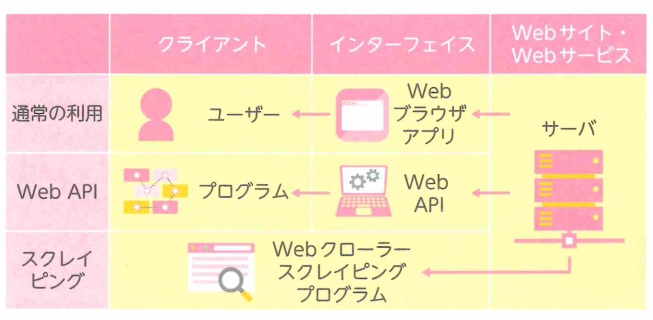 クライアント
インターフェイス
Webサイト・
Webサービス
通常の利用
ユーザー
Web
ブラウザ
アプリ
サーバ
Web API
プログラム
Web
API
スクレイ
ピング
Webクローラー
スクレイピング
プログラム